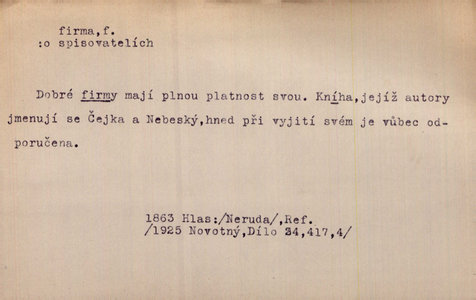 firma,f.
:o spisovatelích
Dobré firmy mají plnou platnost svou. Kníha,jejíž autory
jmenují se Čejka a Nebeský,hned při vyjití svém je vůbec od-
poručena.
1863 Hlas:/Neruda/,Ref.
/1925 Novotný,Dílo 34,417,4/